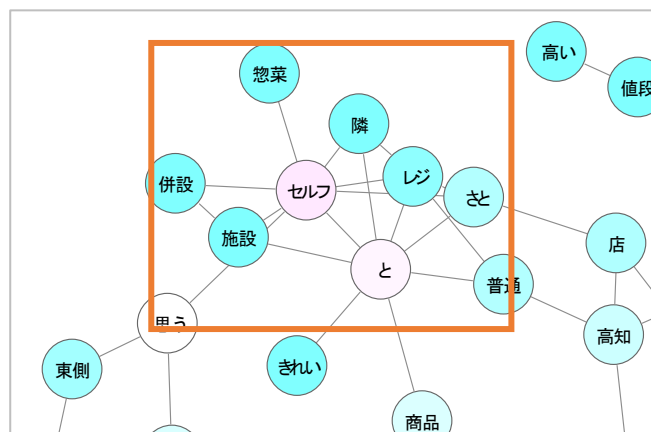 高い
惣菜
値段
隣
レジ
併設
セルフ
さと
施設
店
と
普通
思う
高知
きれい
東側
商品